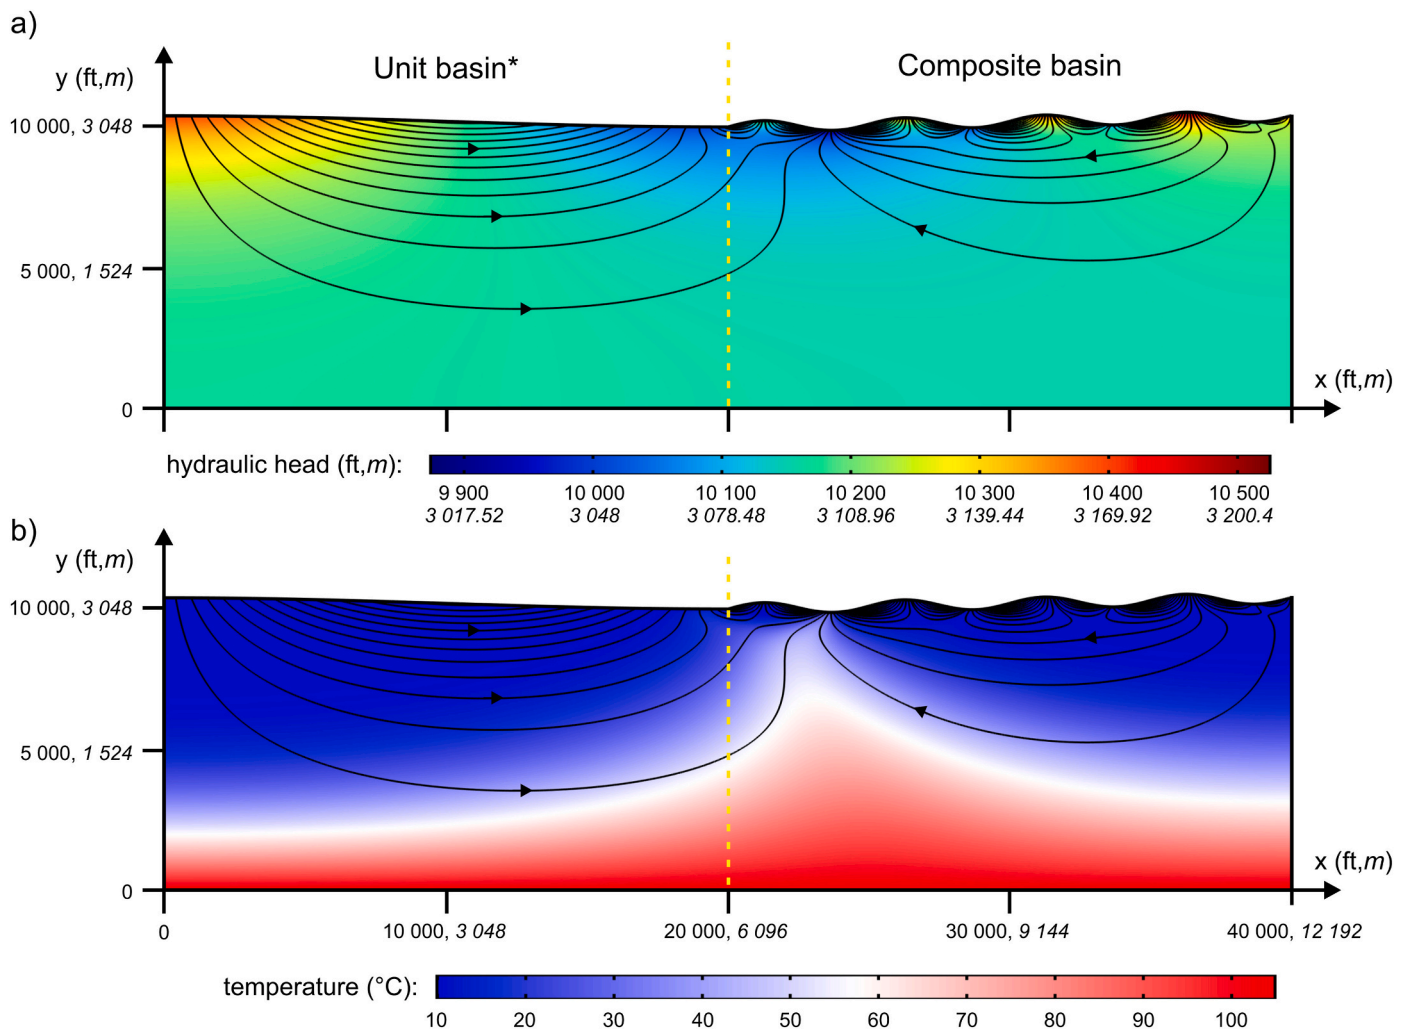 a)
y (ft,m)
Unit basin*
Composite basin
10 000, 3 048
5 000, 1 524
0
x (ft,m)
hydraulic head (ft,m):
9 900 10 000 10 100 10 200 10 300 10 400 10 500
3 017.52 3 048 3 078.48 3 108.96 3 139.44 3 169.92 3 200.4
b)
y (ft,m)
10 000, 3 048
5 000, 1 524
0
x (ft,m)
0 10 000, 3 048 20 000, 6 096 30 000, 9 144 40 000, 12 192
temperature (°C):
10 20 30 40 50 60 70 80 90 100